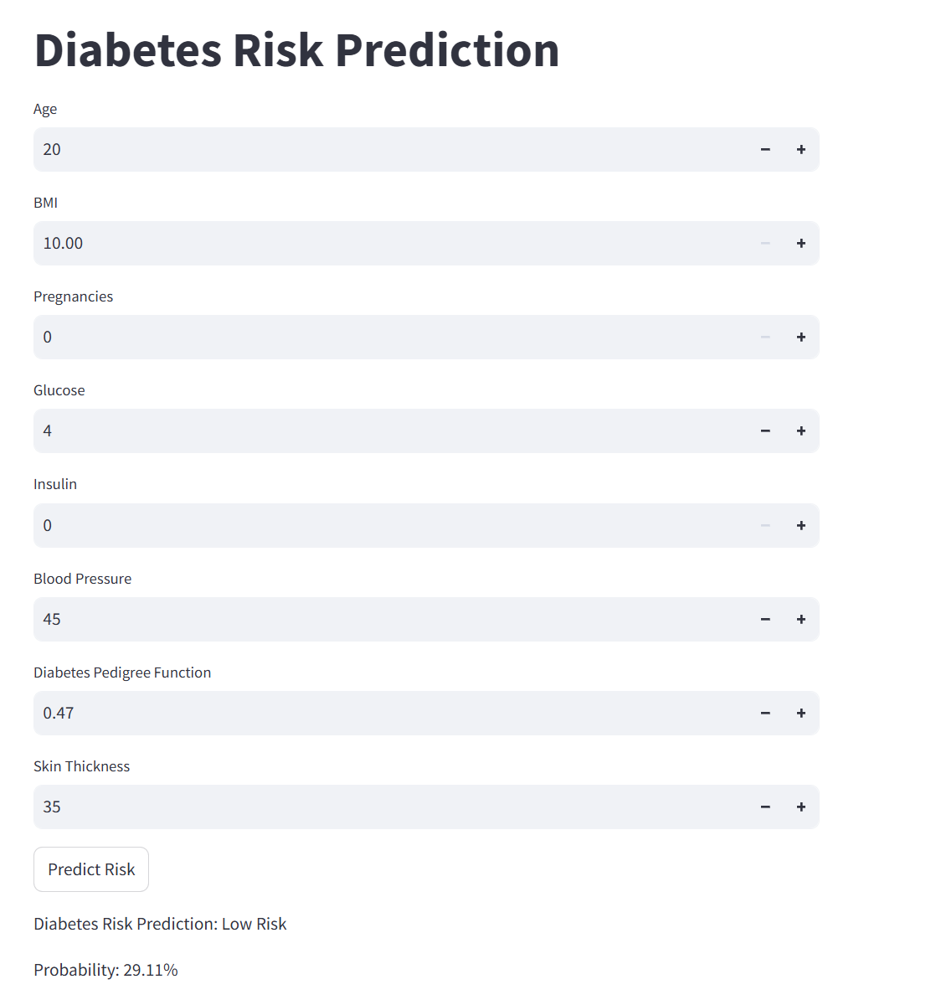 Diabetes Risk Prediction
Age
20
BMI
10.00
Pregnancies
0
Glucose
4
Insulin
0
Blood Pressure
45
Diabetes Pedigree Function
0.47
Skin Thickness
35
Predict Risk
Diabetes Risk Prediction: Low Risk
Probability: 29.11%